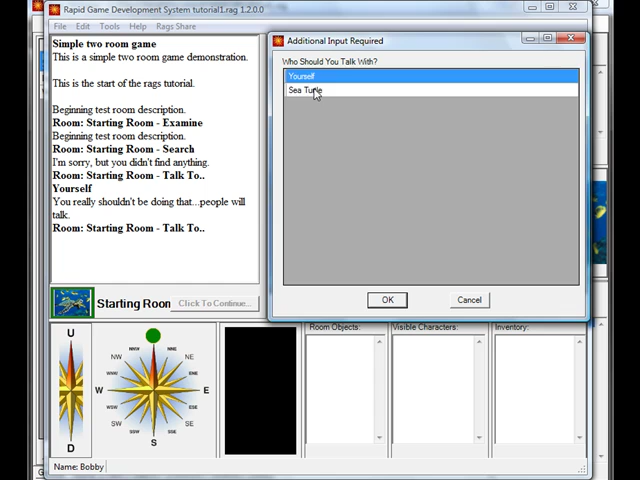 Rapid Game Development System tutorial1.rag 1.2.0.0
File Edit Tools Help Rags Share
Simple two room game
This is a simple two room game demonstration.
This is the start of the rags tutorial.
Beginning test room description.
Room: Starting Room - Examine
Beginning test room description.
Room: Starting Room - Search
I'm sorry, but you didn't find anything.
Room: Starting Room - Talk To..
Yourself
You really shouldn't be doing that...people will
talk.
Room: Starting Room - Talk To..
Additional Input Required
Who Should You Talk With?
Yourself
Sea Turtle
OK Cancel
Starting Room
Click To Continue...
U
D
NNW NNE
NW NE
WNW ENE
W E
WSW ESE
SW SE
SSW SSE
S
Room Objects: Visible Characters: Inventory:
Name: Bobby